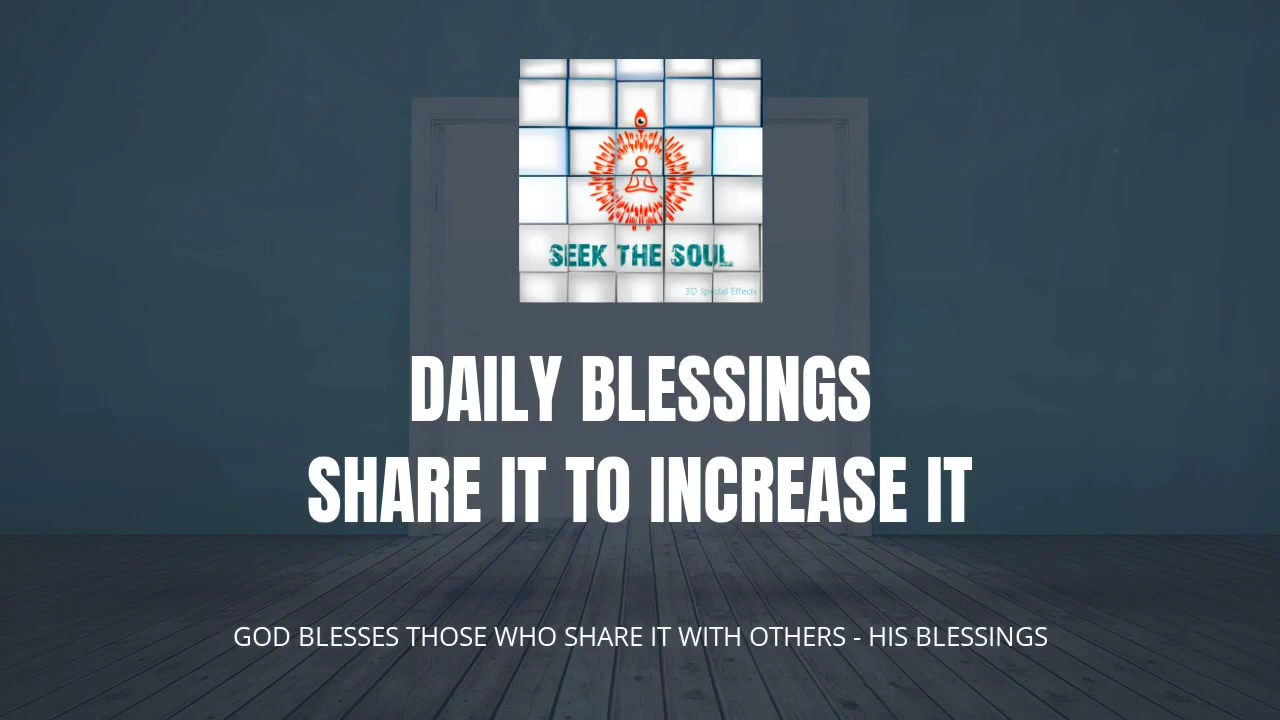 SEEK THE SOUL
3D Special Effects
DAILY BLESSINGS
SHARE IT TO INCREASE IT
GOD BLESSES THOSE WHO SHARE IT WITH OTHERS - HIS BLESSINGS